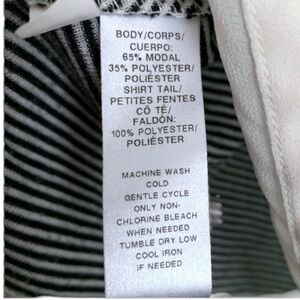 BODY/CORPS/
CUERPO:
65% MODAL
35% POLYESTER/
POLIÉSTER
SHIRT TAIL/
PETITES FENTES
CÔ TÉ/
FALDÓN:
100% POLYESTER/
POLIÉSTER
MACHINE WASH
COLD
GENTLE CYCLE
ONLY NON-
CHLORINE BLEACH
WHEN NEEDED
TUMBLE DRY LOW
COOL IRON
IF NEEDED